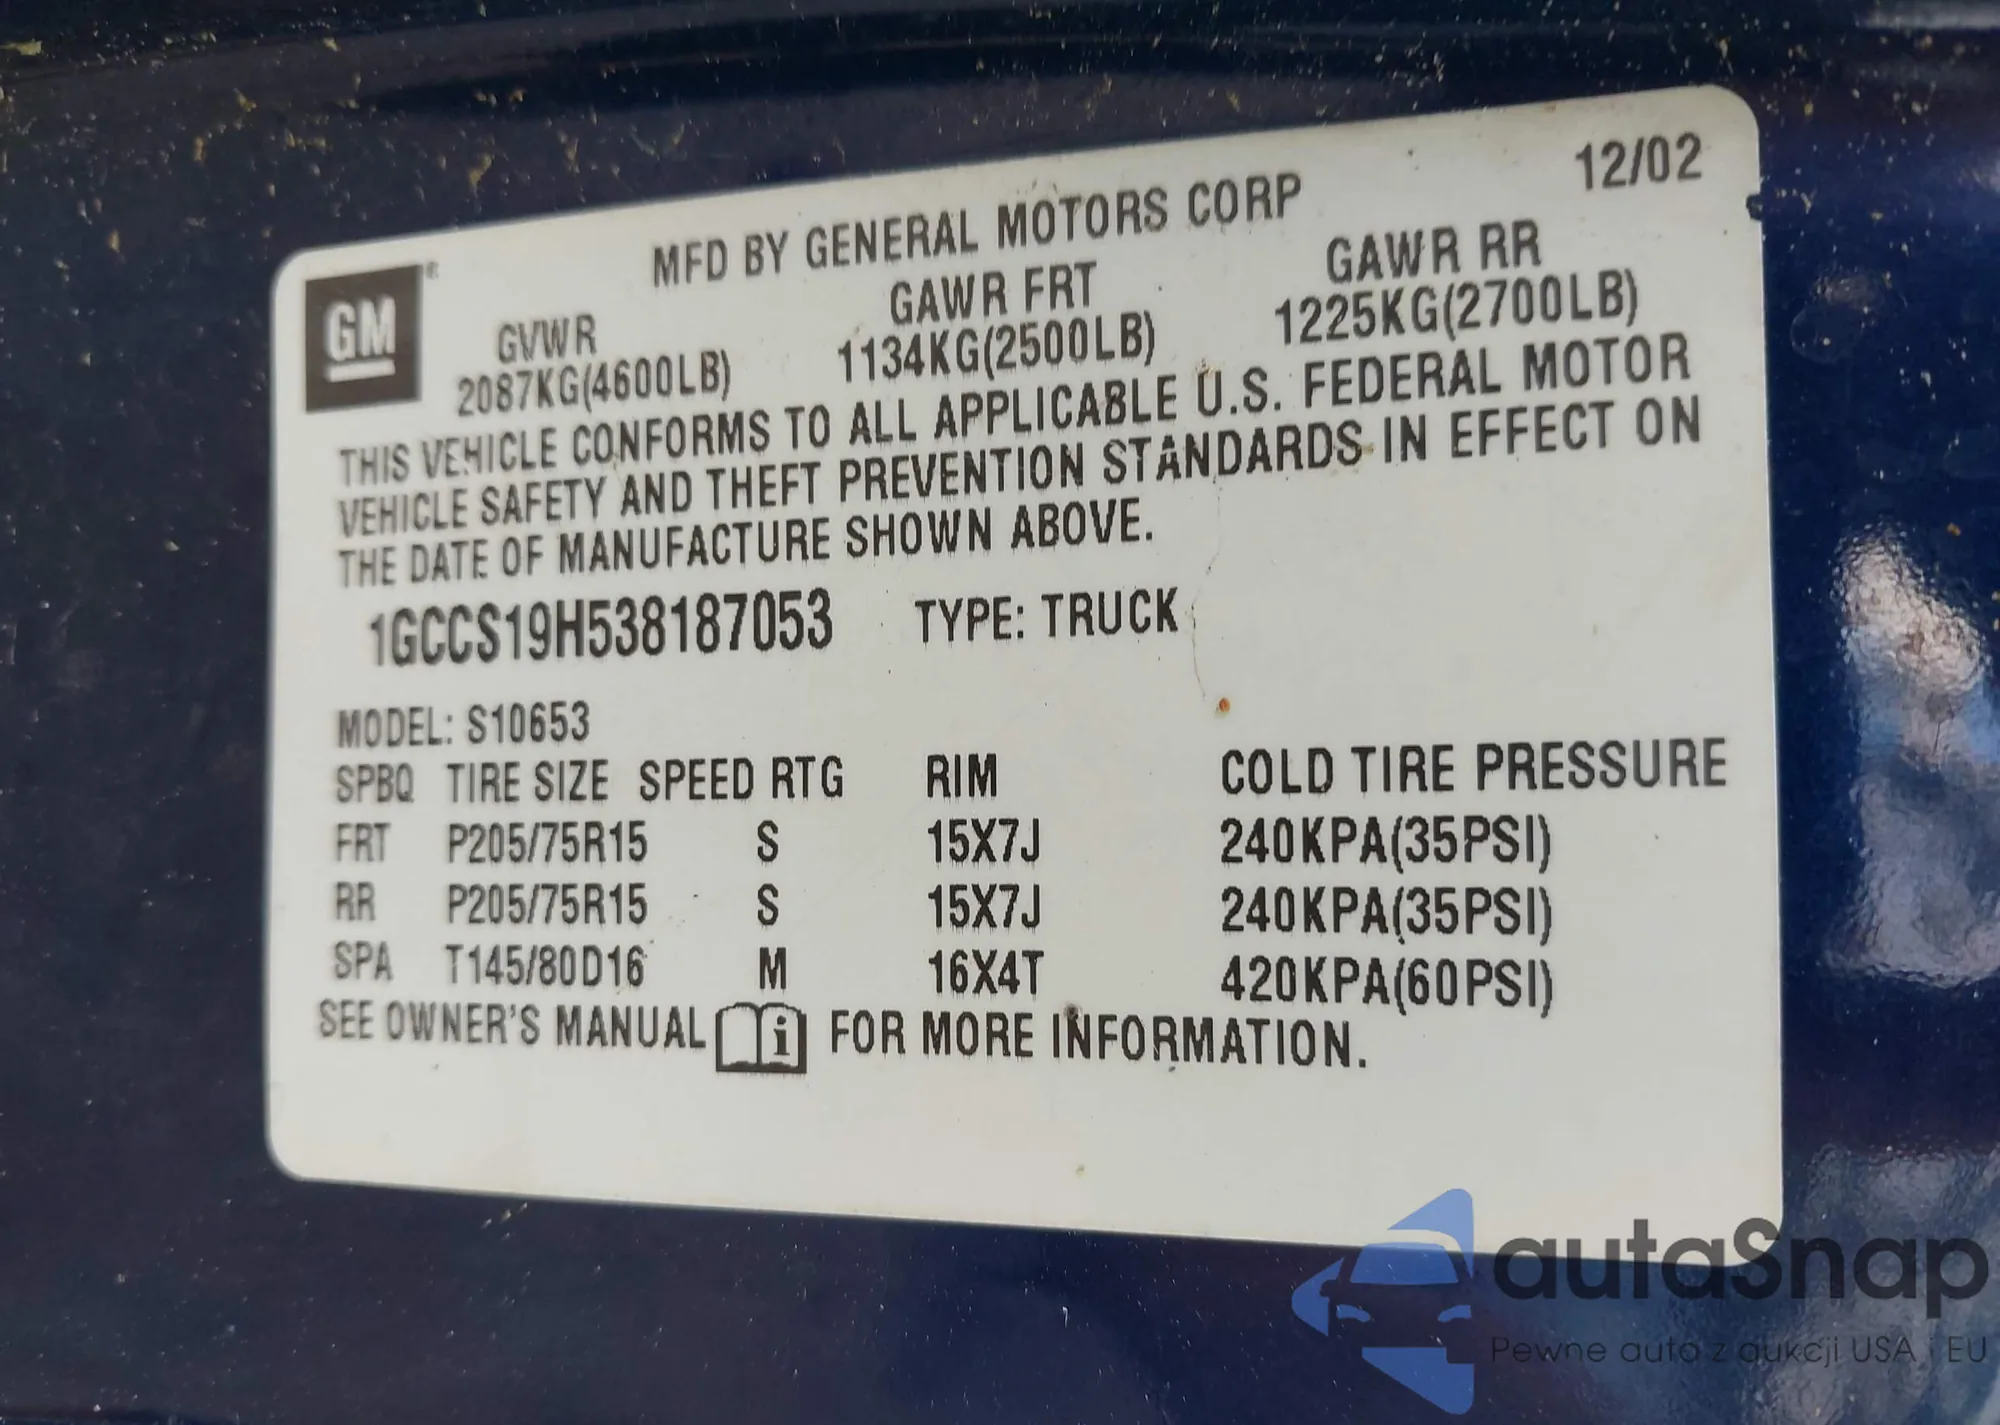 12/02
MFD BY GENERAL MOTORS CORP
GM ®
GVWR GAWR FRT GAWR RR
2087KG(4600LB) 1134KG(2500LB) 1225KG(2700LB)
THIS VEHICLE CONFORMS TO ALL APPLICABLE U.S. FEDERAL MOTOR
VEHICLE SAFETY AND THEFT PREVENTION STANDARDS IN EFFECT ON
THE DATE OF MANUFACTURE SHOWN ABOVE.
1GCCS19H538187053 TYPE: TRUCK
MODEL: S10653
SPBQ TIRE SIZE SPEED RTG RIM COLD TIRE PRESSURE
FRT P205/75R15 S 15X7J 240KPA(35PSI)
RR P205/75R15 S 15X7J 240KPA(35PSI)
SPA T145/80D16 M 16X4T 420KPA(60PSI)
SEE OWNER'S MANUAL i FOR MORE INFORMATION.
autaSnap
Pewne auta z aukcji USA i EU